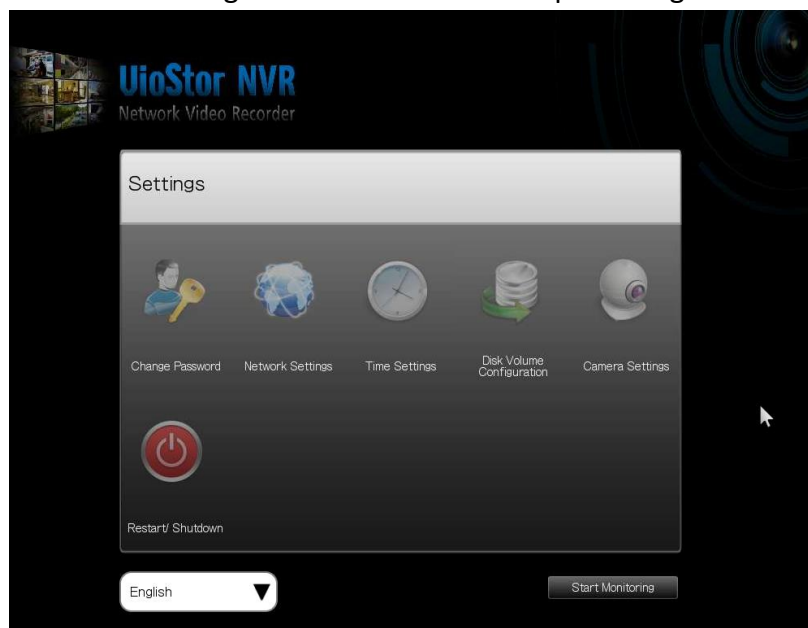 UioStor NVR
Network Video Recorder
Settings
Change Password
Network Settings
Time Settings
Disk Volume
Configuration
Camera Settings
Restart/ Shutdown
English
Start Monitoring